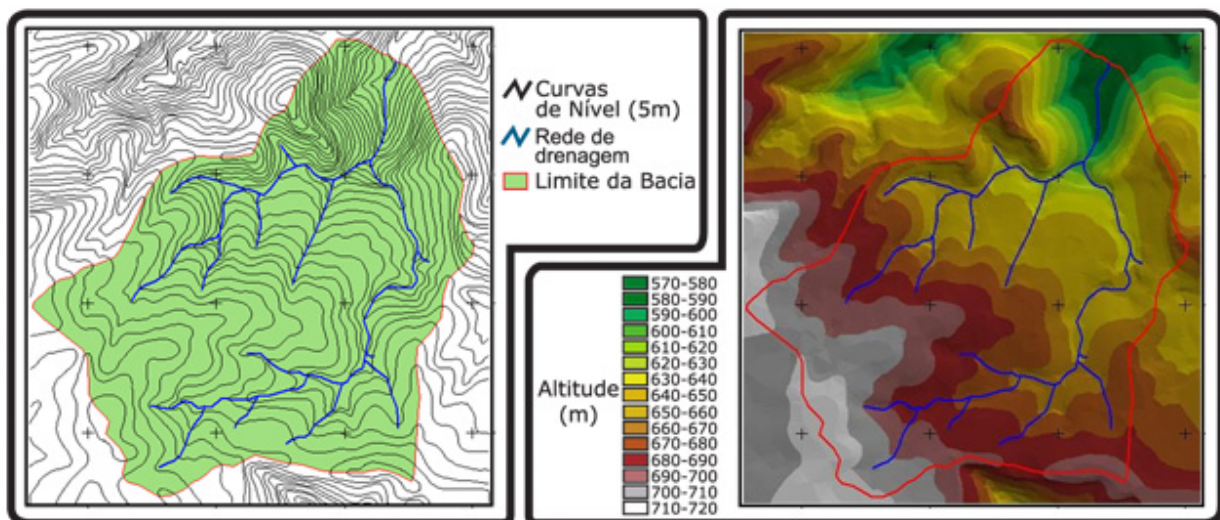 Curvas
de Nível (5m)
Rede de
drenagem
Limite da Bacia
Altitude
(m)
570-580
580-590
590-600
600-610
610-620
620-630
630-640
640-650
650-660
660-670
670-680
680-690
690-700
700-710
710-720